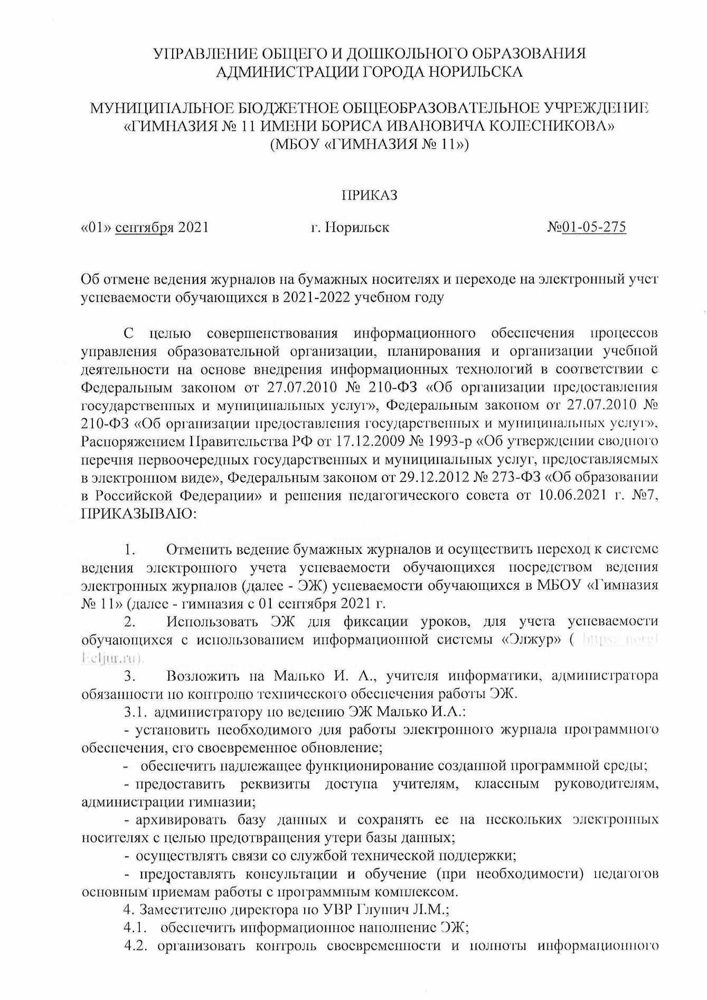 УПРАВЛЕНИЕ ОБЩЕГО И ДОШКОЛЬНОГО ОБРАЗОВАНИЯ
АДМИНИСТРАЦИИ ГОРОДА НОРИЛЬСКА
МУНИЦИПАЛЬНОЕ БЮДЖЕТНОЕ ОБЩЕОБРАЗОВАТЕЛЬНОЕ УЧРЕЖДЕНИЕ
«ГИМНАЗИЯ № 11 ИМЕНИ БОРИСА ИВАНОВИЧА КОЛЕСНИКОВА»
(МБОУ «ГИМНАЗИЯ № 11»)
ПРИКАЗ
«01» сентября 2021 г. Норильск №01-05-275
Об отмене ведения журналов на бумажных носителях и переходе на электронный учет
успеваемости обучающихся в 2021-2022 учебном году
С целью совершенствования информационного обеспечения процессов
управления образовательной организации, планирования и организации учебной
деятельности на основе внедрения информационных технологий в соответствии с
Федеральным законом от 27.07.2010 № 210-ФЗ «Об организации предоставления
государственных и муниципальных услуг», Федеральным законом от 27.07.2010 №
210-ФЗ «Об организации предоставления государственных и муниципальных услуг»,
Распоряжением Правительства РФ от 17.12.2009 № 1993-р «Об утверждении сводного
перечня первоочередных государственных и муниципальных услуг, предоставляемых
в электронном виде», Федеральным законом от 29.12.2012 № 273-ФЗ «Об образовании
в Российской Федерации» и решения педагогического совета от 10.06.2021 г. №7,
ПРИКАЗЫВАЮ:
1. Отменить ведение бумажных журналов и осуществить переход к системе
ведения электронного учета успеваемости обучающихся посредством ведения
электронных журналов (далее - ЭЖ) успеваемости обучающихся в МБОУ «Гимназия
№ 11» (далее - гимназия с 01 сентября 2021 г.
2. Использовать ЭЖ для фиксации уроков, для учета успеваемости
обучающихся с использованием информационной системы «Элжур» ( https://norg1
1.eljur.ru).
3. Возложить на Малько И. А., учителя информатики, администратора
обязанности по контролю технического обеспечения работы ЭЖ.
3.1. администратору по ведению ЭЖ Малько И.А.:
- установить необходимого для работы электронного журнала программного
обеспечения, его своевременное обновление;
- обеспечить надлежащее функционирование созданной программной среды;
- предоставить реквизиты доступа учителям, классным руководителям,
администрации гимназии;
- архивировать базу данных и сохранять ее на нескольких электронных
носителях с целью предотвращения утери базы данных;
- осуществлять связи со службой технической поддержки;
- предоставлять консультации и обучение (при необходимости) педагогов
основным приемам работы с программным комплексом.
4. Заместителю директора по УВР Глушич Л.М.;
4.1. обеспечить информационное наполнение ЭЖ;
4.2. организовать контроль своевременности и полноты информационного